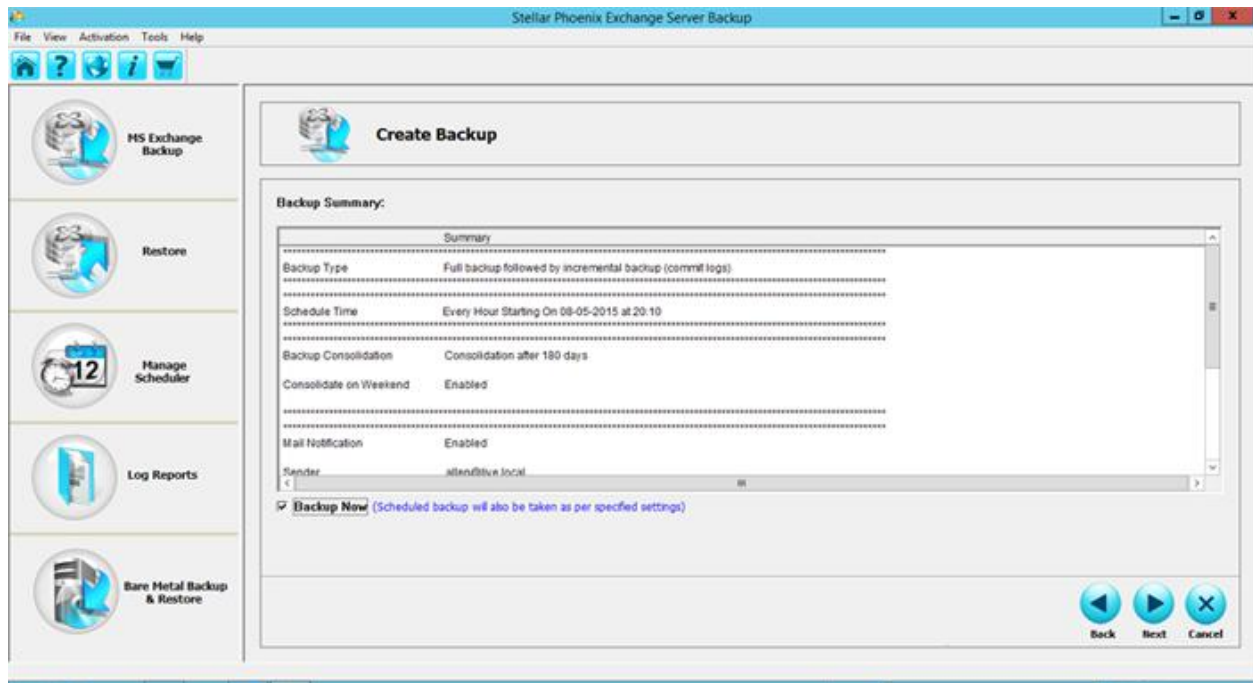 Stellar Phoenix Exchange Server Backup
File View Activation Tools Help
MS Exchange
Backup
Restore
12
Manage
Scheduler
Log Reports
Bare Metal Backup
& Restore
Create Backup
Backup Summary:
Summary
Backup Type Full backup followed by incremental backup (commit logs)
Schedule Time Every Hour Starting On 08-05-2015 at 20:10
Backup Consolidation Consolidation after 180 days
Consolidate on Weekend Enabled
Mail Notification Enabled
Sender allen@live.local
Backup Now (Scheduled backup will also be taken as per specified settings)
Back Next Cancel